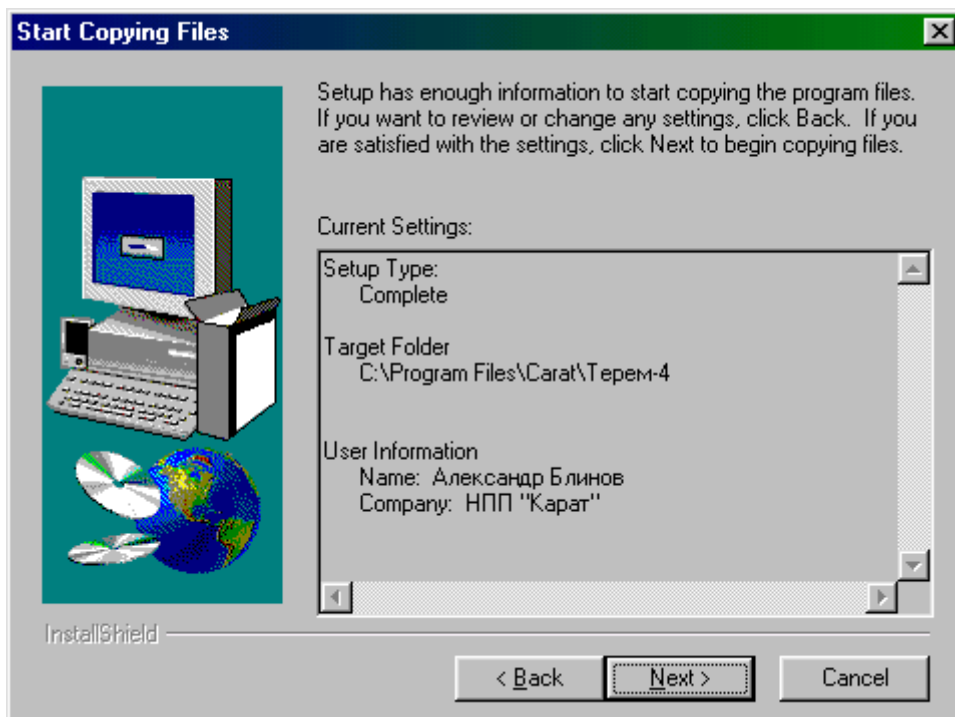 Start Copying Files
Setup has enough information to start copying the program files.
If you want to review or change any settings, click Back. If you
are satisfied with the settings, click Next to begin copying files.
Current Settings:
Setup Type:
Complete
Target Folder
C:\Program Files\Carat\Терем-4
User Information
Name: Александр Блинов
Company: НПП "Карат"
InstallShield
< Back
Next >
Cancel